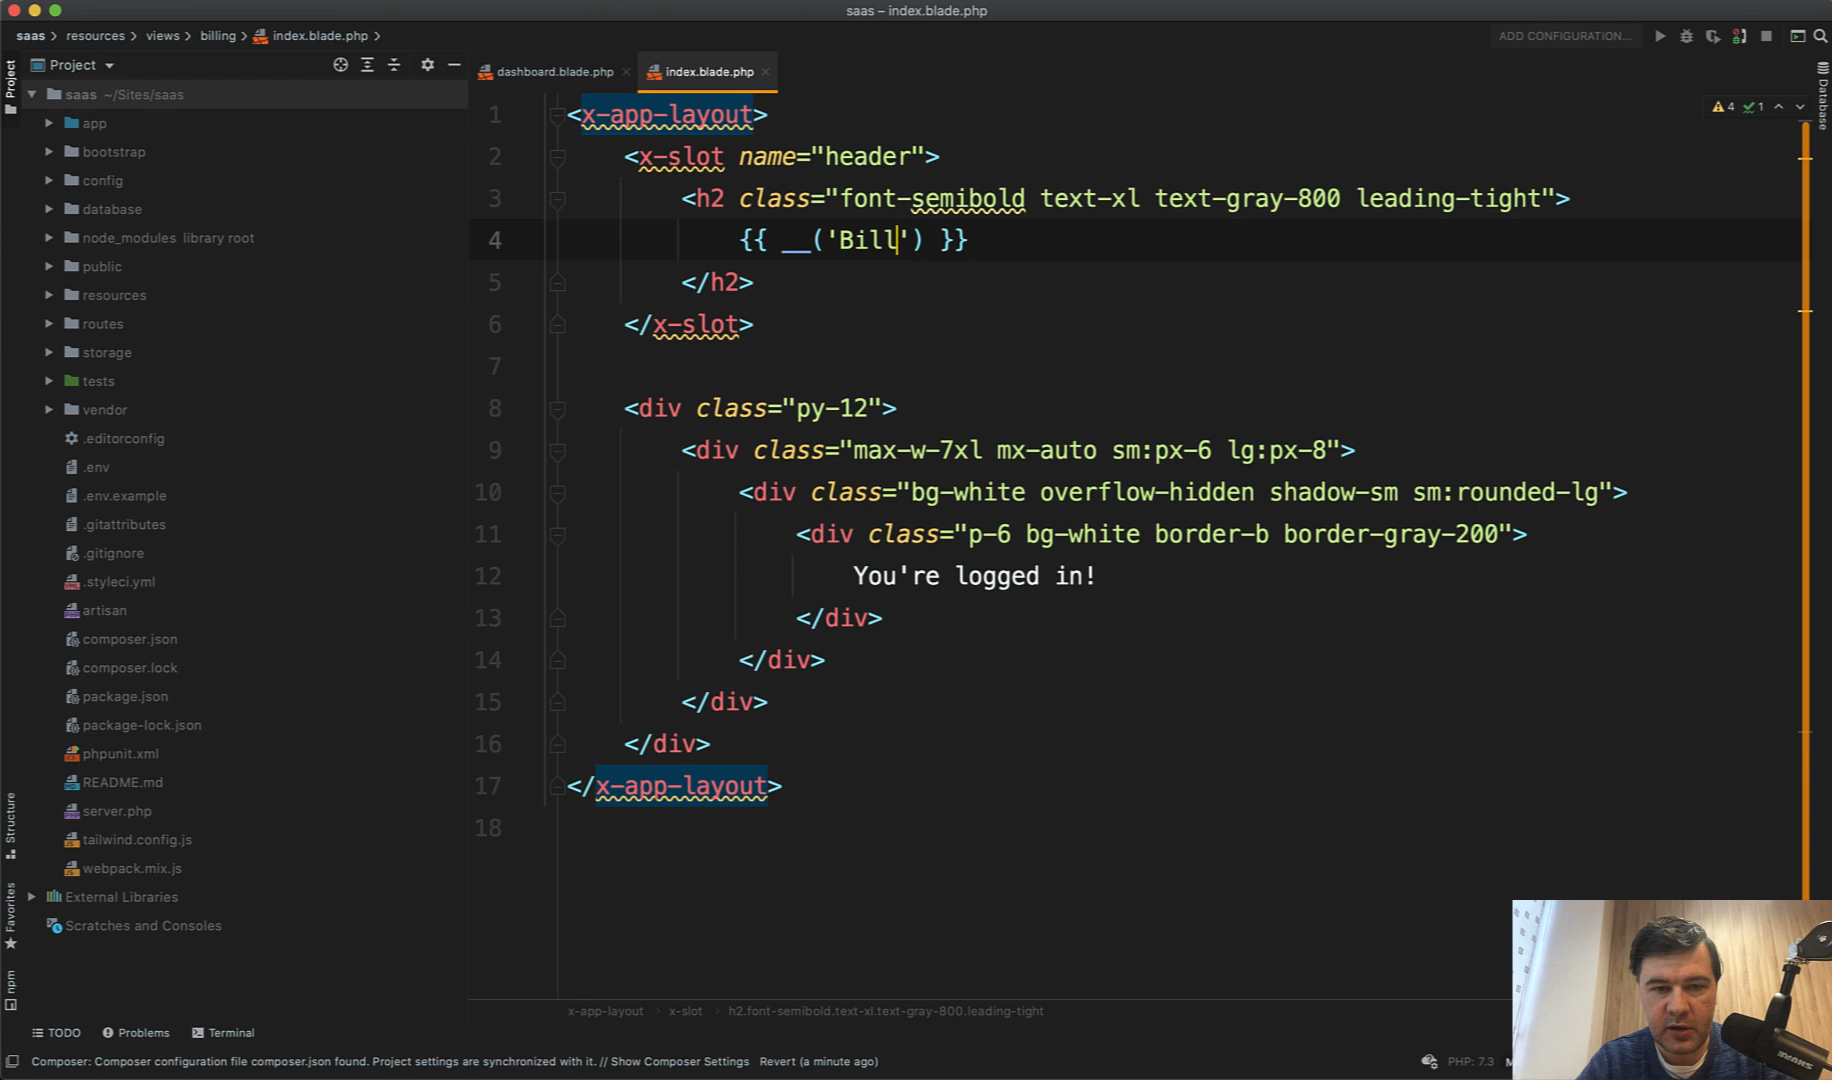 saas – index.blade.php
saas resources views billing index.blade.php
ADD CONFIGURATION...
Project
Project
dashboard.blade.php
index.blade.php
Database
saas ~/Sites/saas
app
bootstrap
config
database
node_modules library root
public
resources
routes
storage
tests
vendor
.editorconfig
.env
.env.example
.gitattributes
.gitignore
.styleci.yml
artisan
composer.json
composer.lock
package.json
package-lock.json
phpunit.xml
README.md
server.php
tailwind.config.js
webpack.mix.js
External Libraries
Scratches and Consoles
Structure
Favorites
npm
4 1
1 <x-app-layout>
2 <x-slot name="header">
3 <h2 class="font-semibold text-xl text-gray-800 leading-tight">
4 {{ __('Bill') }}
5 </h2>
6 </x-slot>
7
8 <div class="py-12">
9 <div class="max-w-7xl mx-auto sm:px-6 lg:px-8">
10 <div class="bg-white overflow-hidden shadow-sm sm:rounded-lg">
11 <div class="p-6 bg-white border-b border-gray-200">
12 You're logged in!
13 </div>
14 </div>
15 </div>
16 </div>
17 </x-app-layout>
18
x-app-layout x-slot h2.font-semibold.text-xl.text-gray-800.leading-tight
TODO Problems Terminal
Composer: Composer configuration file composer.json found. Project settings are synchronized with it. // Show Composer Settings Revert (a minute ago)
PHP: 7.3